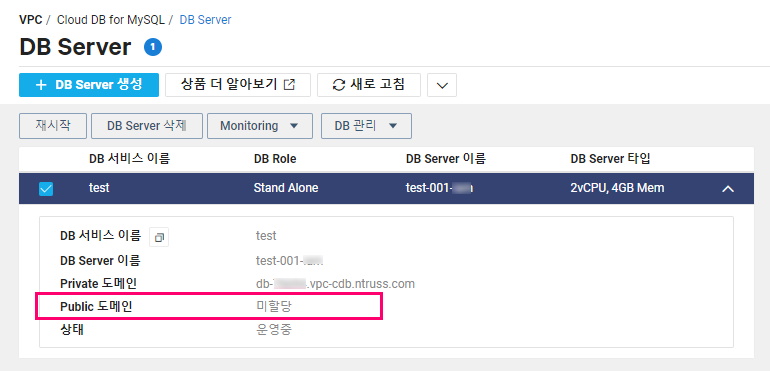 VPC / Cloud DB for MySQL / DB Server
DB Server 1
+ DB Server 생성 상품 더 알아보기 새로 고침
재시작 DB Server 삭제 Monitoring DB 관리
DB 서비스 이름 DB Role DB Server 이름 DB Server 타입
test Stand Alone test-001- 2vCPU, 4GB Mem
DB 서비스 이름 test
DB Server 이름 test-001-
Private 도메인 db- .vpc-cdb.ntruss.com
Public 도메인 미할당
상태 운영중